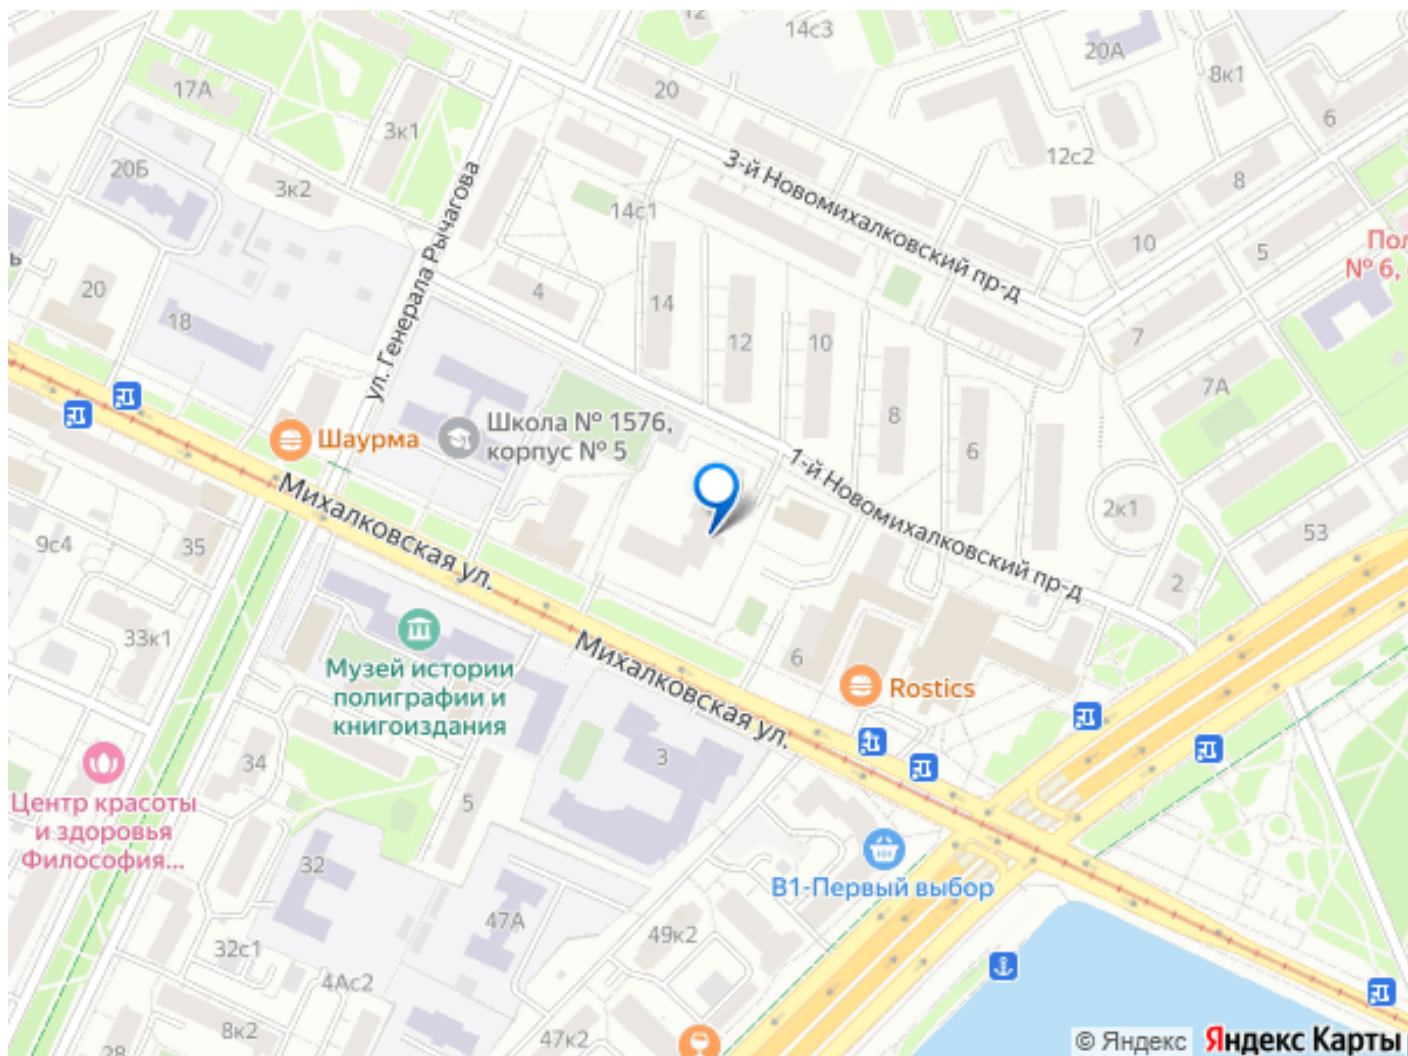 12
14с3
20А
8к1
17А
20
6
3к1
12с2
20Б
3к2
ул. Генерала Рычагова
3-й Новомихалковский пр-д
8
14с1
10
5
Пол
№ 6,
ь
20
4
14
18
12
10
7
7А
8
6
Шаурма
Школа № 1576,
корпус № 5
1-й Новомихалковский пр-д
2к1
53
Михалковская ул.
9с4
35
2
33к1
6
Музей истории
полиграфии и
книгоиздания
Михалковская ул.
Rostics
34
3
5
Центр красоты
и здоровья
Философия...
32
В1-Первый выбор
47А
49к2
32с1
4Ас2
8к2
47к2
28
© Яндекс
Яндекс Карты